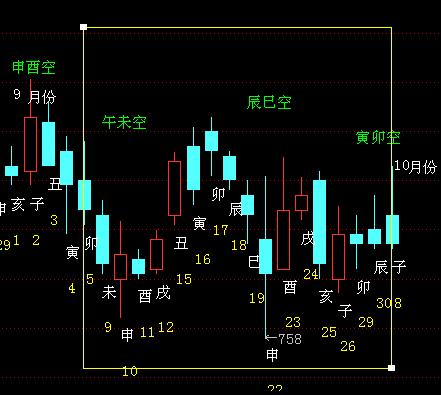 申酉空
9 月份
辰巳空
午未空
寅卯空
10月份
丑
申
亥
子
卯
辰
寅
丑
戌
29
1
2
3
寅
卯
17
18
辰
子
巳
16
4
5
15
24
未
酉
戌
19
酉
亥
卯
30
8
9
申
11
12
23
子
29
25
←758
26
申
10
22